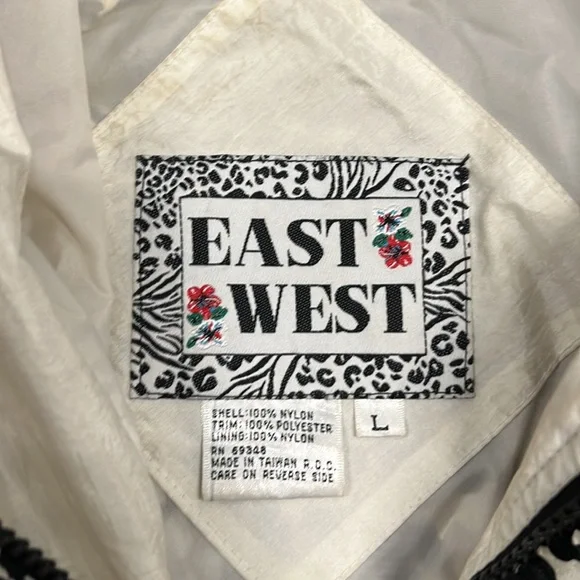 EAST
WEST
SHELL:100% NYLON
TRIM:100% POLYESTER
LINING:100% NYLON
RN 69348
MADE IN TAIWAN R.O.C.
CARE ON REVERSE SIDE
L